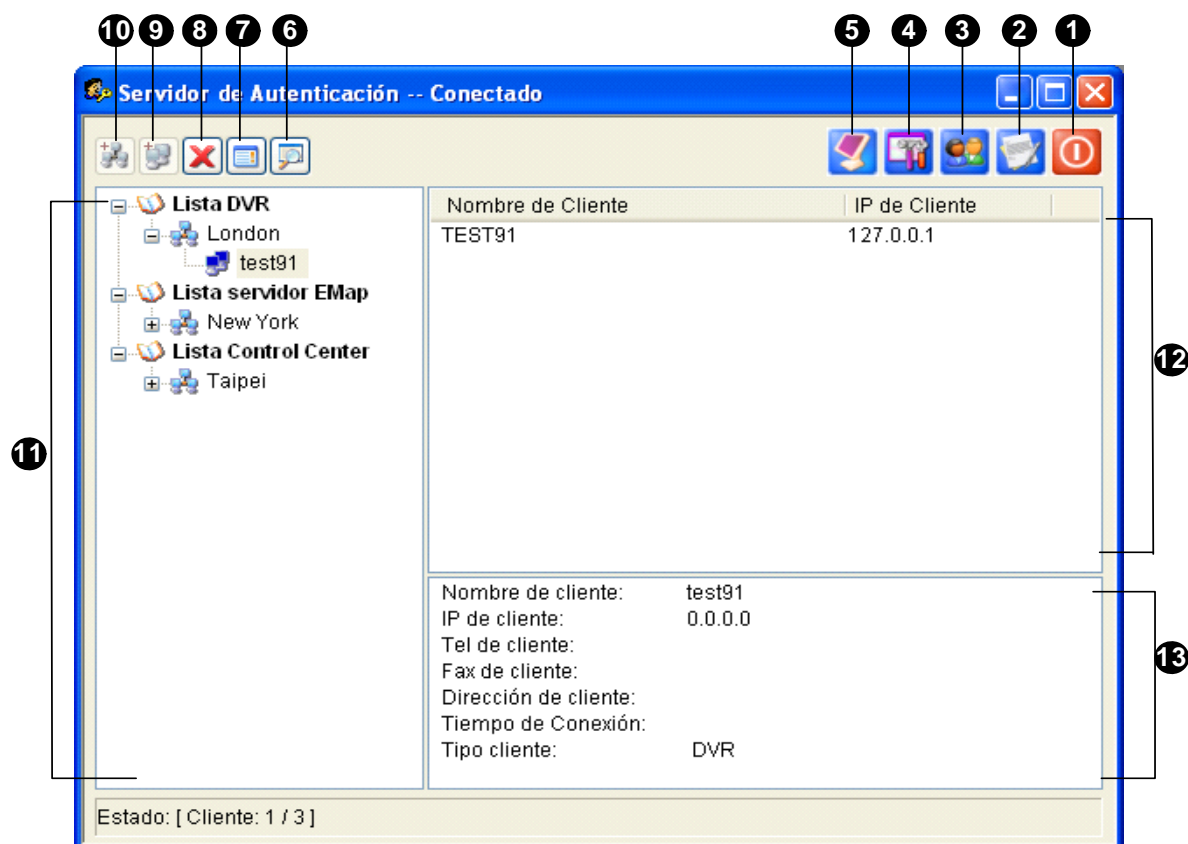 10 9 8 7 6 5 4 3 2 1
Servidor de Autenticación -- Conectado
Lista DVR
London
test91
Lista servidor EMap
New York
Lista Control Center
Taipei
11
Nombre de Cliente IP de Cliente
TEST91 127.0.0.1
12
Nombre de cliente: test91
IP de cliente: 0.0.0.0
Tel de cliente:
Fax de cliente:
Dirección de cliente:
Tiempo de Conexión:
Tipo cliente: DVR
13
Estado: [ Cliente: 1 / 3 ]